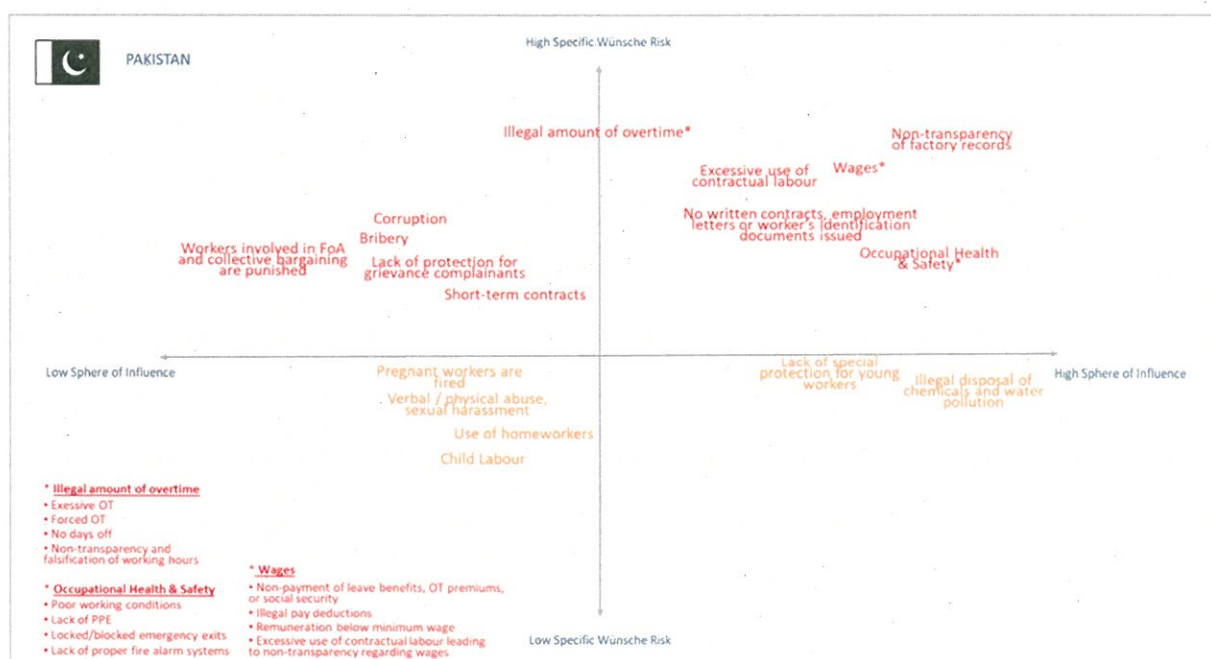 PAKISTAN
High Specific Wünsche Risk
Illegal amount of overtime*
Non-transparency
of factory records
Excessive use of
contractual labour
Wages*
Corruption
No written contracts, employment
letters or worker's identification
documents issued
Bribery
Workers involved in FoA
and collective bargaining
are punished
Lack of protection for
grievance complainants
Occupational Health
& Safety*
Short-term contracts
Low Sphere of Influence
High Sphere of Influence
Pregnant workers are
fired
Lack of special
protection for young
workers
Illegal disposal of
chemicals and water
pollution
Verbal / physical abuse,
sexual harassment
Use of homeworkers
Child Labour
* Illegal amount of overtime
• Exessive OT
• Forced OT
• No days off
• Non-transparency and
falsification of working hours
* Occupational Health & Safety
• Poor working conditions
• Lack of PPE
• Locked/blocked emergency exits
• Lack of proper fire alarm systems
* Wages
• Non-payment of leave benefits, OT premiums,
or social security
• Illegal pay deductions
• Remuneration below minimum wage
• Excessive use of contractual labour leading
to non-transparency regarding wages
Low Specific Wünsche Risk